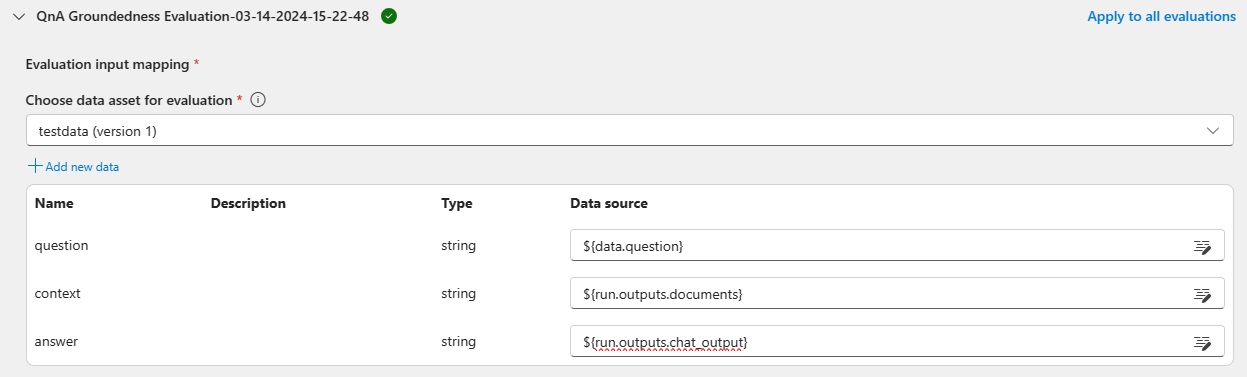 QnA Groundedness Evaluation-03-14-2024-15-22-48
Apply to all evaluations
Evaluation input mapping *
Choose data asset for evaluation *
testdata (version 1)
Add new data
Name Description Type Data source
question string ${data.question}
context string ${run.outputs.documents}
answer string ${run.outputs.chat_output}